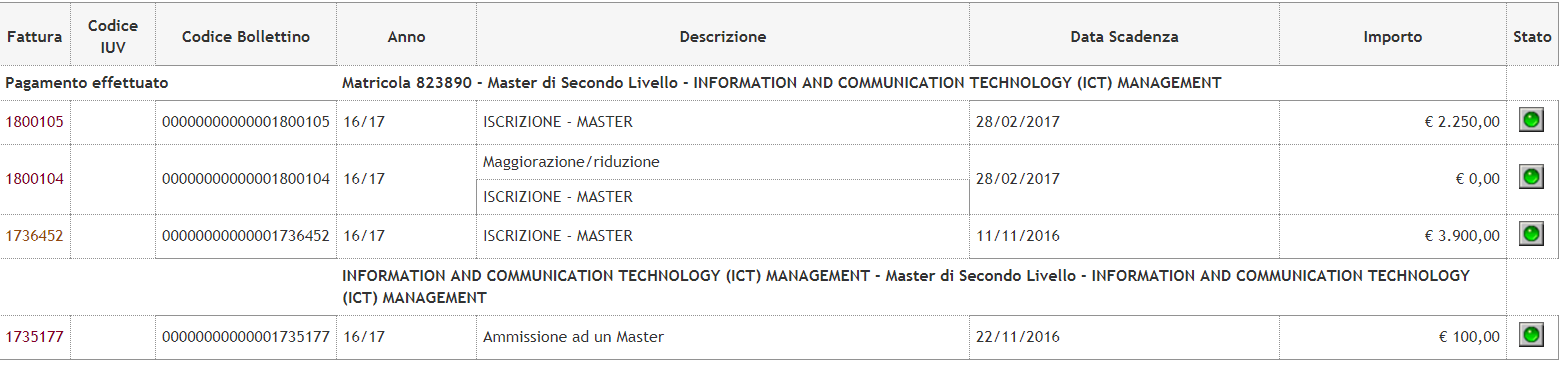 Fattura Codice IUV Codice Bollettino Anno Descrizione Data Scadenza Importo Stato
Pagamento effettuato Matricola 823890 - Master di Secondo Livello - INFORMATION AND COMMUNICATION TECHNOLOGY (ICT) MANAGEMENT
1800105 00000000000001800105 16/17 ISCRIZIONE - MASTER 28/02/2017 € 2.250,00
Maggiorazione/riduzione
1800104 00000000000001800104 16/17 28/02/2017 € 0,00
ISCRIZIONE - MASTER
1736452 00000000000001736452 16/17 ISCRIZIONE - MASTER 11/11/2016 € 3.900,00
INFORMATION AND COMMUNICATION TECHNOLOGY (ICT) MANAGEMENT - Master di Secondo Livello - INFORMATION AND COMMUNICATION TECHNOLOGY
(ICT) MANAGEMENT
1735177 00000000000001735177 16/17 Ammissione ad un Master 22/11/2016 € 100,00